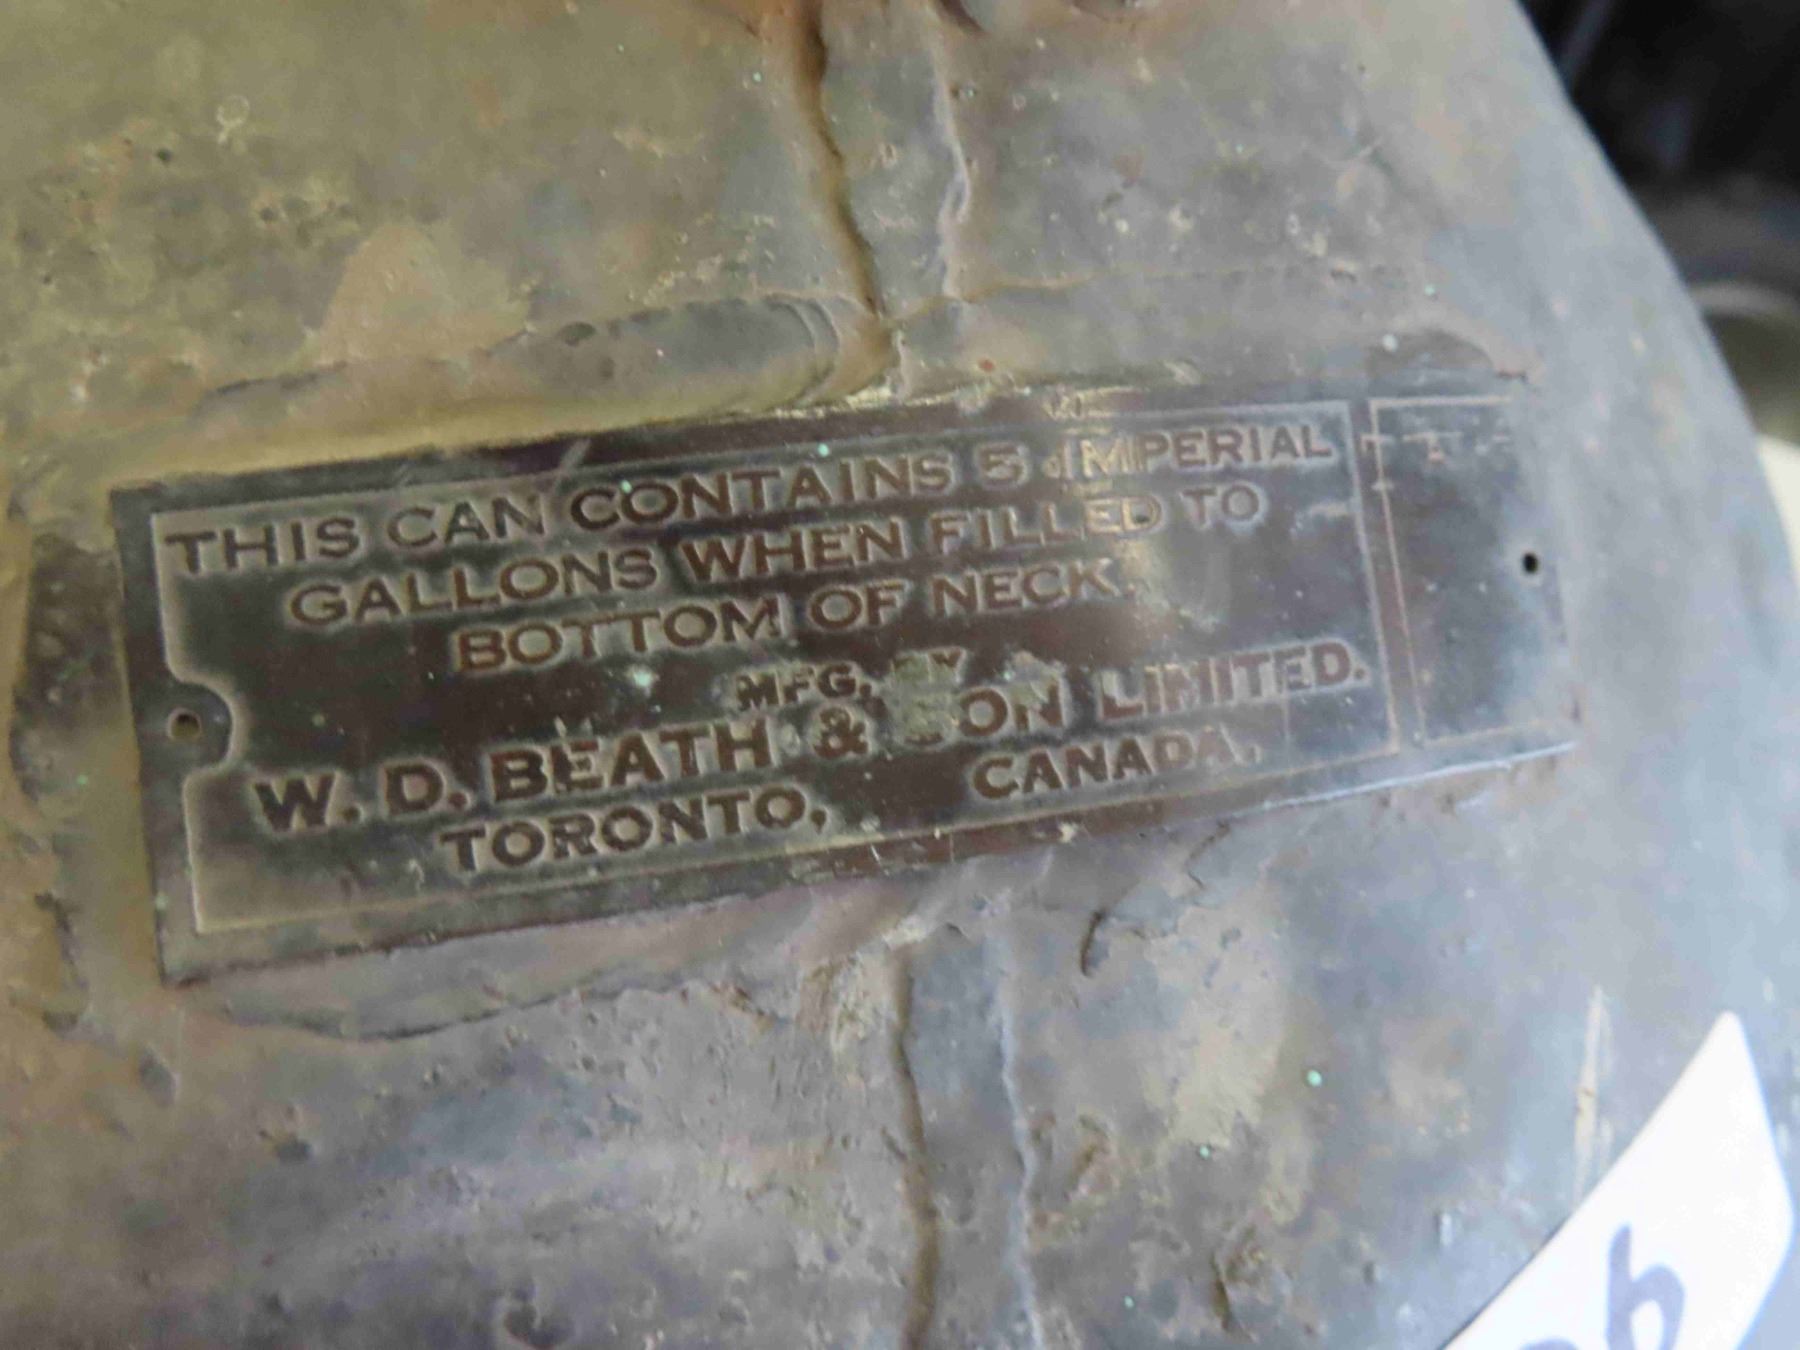 THIS CAN CONTAINS 5 IMPERIAL
GALLONS WHEN FILLED TO
BOTTOM OF NECK.
MFG. BY
W. D. BEATH & SON LIMITED.
TORONTO, CANADA.